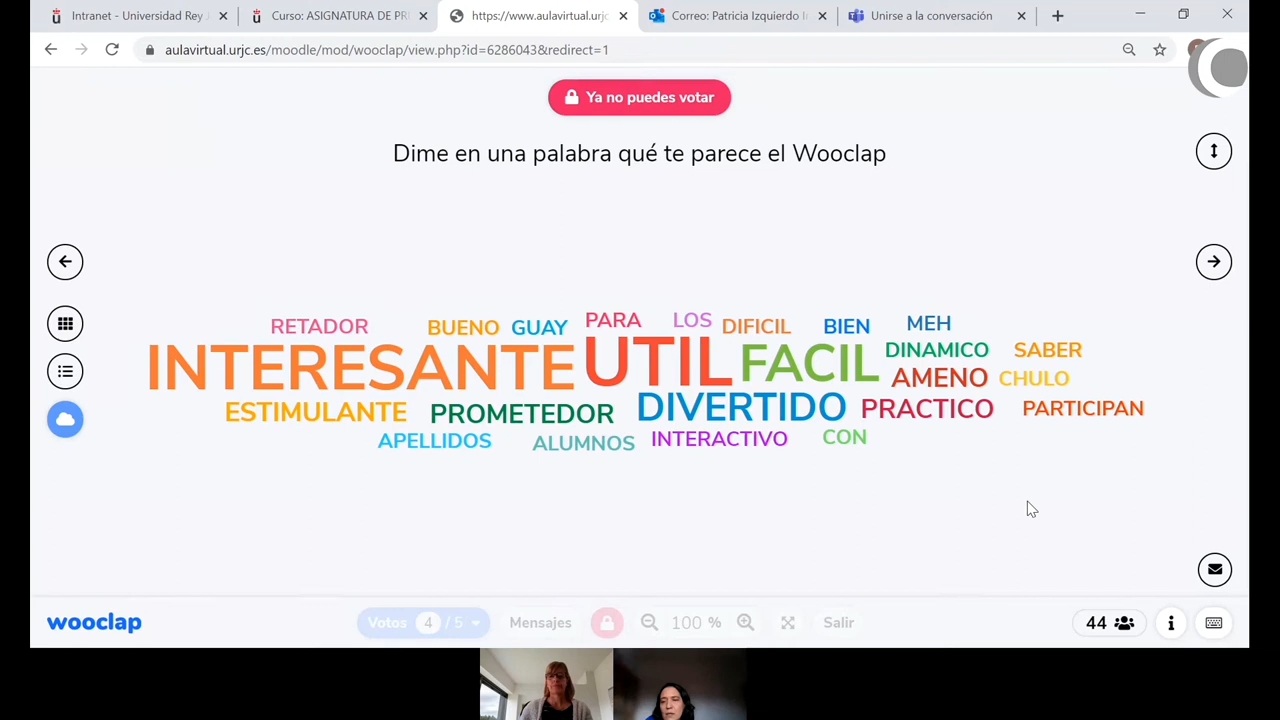 Intranet - Universidad Rey J
Curso: ASIGNATURA DE PR
https://www.aulavirtual.urjc
Correo: Patricia Izquierdo I
Unirse a la conversación
aulavirtual.urjc.es/moodle/mod/wooclap/view.php?id=6286043&redirect=1
Ya no puedes votar
Dime en una palabra qué te parece el Wooclap
RETADOR BUENO GUAY PARA LOS DIFICIL BIEN MEH
INTERESANTE UTIL FACIL DINAMICO SABER
AMENO CHULO
ESTIMULANTE PROMETEDOR DIVERTIDO PRACTICO PARTICIPAN
APELLIDOS ALUMNOS INTERACTIVO CON
wooclap Votos 4 / 5 Mensajes 100 % Salir 44